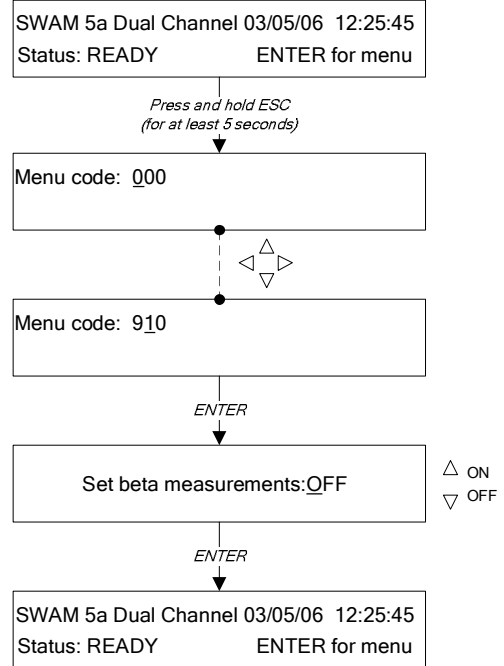 SWAM 5a Dual Channel 03/05/06 12:25:45
Status: READY ENTER for menu
Press and hold ESC
(for at least 5 seconds)
Menu code: 000
Menu code: 910
ENTER
Set beta measurements:OFF
ON
OFF
ENTER
SWAM 5a Dual Channel 03/05/06 12:25:45
Status: READY ENTER for menu